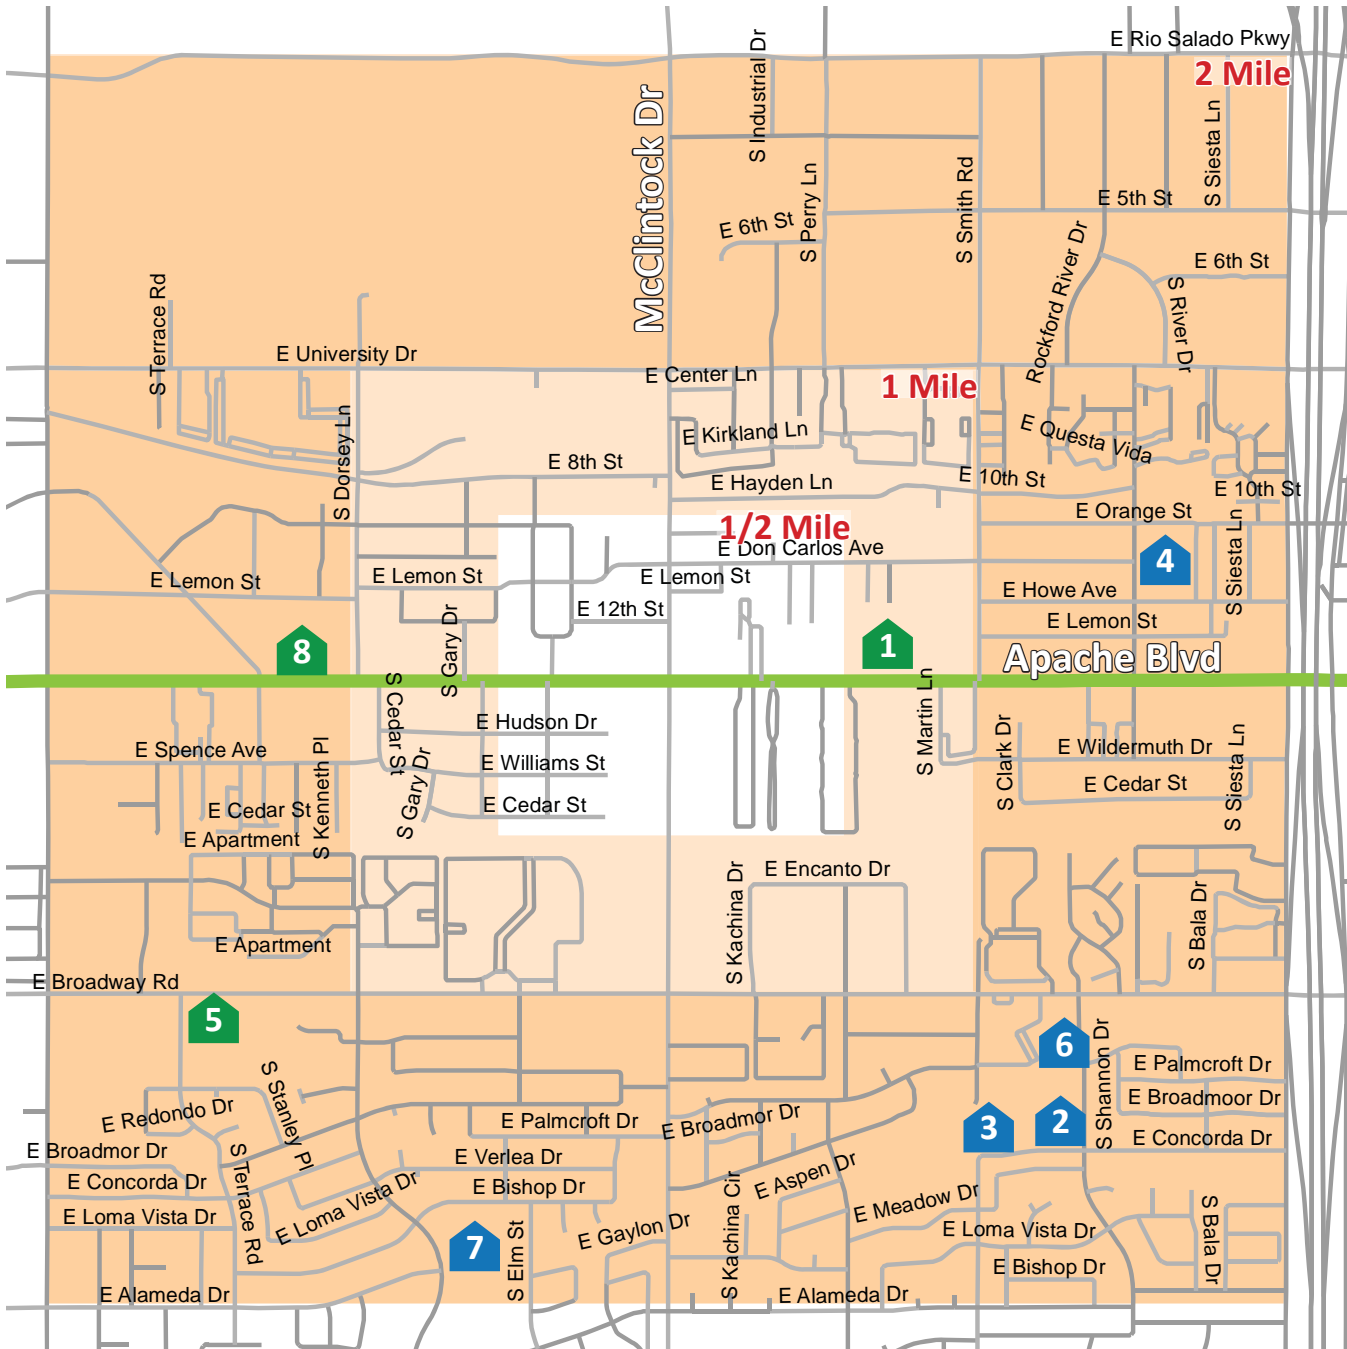 E Rio Salado Pkwy
2 Mile
S Industrial Dr
McClintock Dr
S Siesta Ln
S Perry Ln
S Smith Rd
E 5th St
E 6th St
Rockford River Dr
E 6th St
S River Dr
S Terrace Rd
E University Dr
E Center Ln
1 Mile
S Dorsey Ln
E Kirkland Ln
E Questa Vida
E 8th St
E Hayden Ln
E 10th St
E 10th St
E Orange St
1/2 Mile
E Don Carlos Ave
4
S Siesta Ln
E Lemon St
E Lemon St
E Lemon St
E Howe Ave
E 12th St
E Lemon St
S Gary Dr
8
1
Apache Blvd
S Cedar St
S Martin Ln
E Hudson Dr
S Clark Dr
E Spence Ave
S Kenneth Pl
E Wildermuth Dr
S Siesta Ln
E Williams St
S Gary Dr
E Cedar St
E Cedar St
E Cedar St
E Apartment
E Encanto Dr
S Kachina Dr
S Bala Dr
E Apartment
E Broadway Rd
5
6
S Shannon Dr
E Palmcroft Dr
S Stanley Pl
E Redondo Dr
E Palmcroft Dr
E Broadmor Dr
3
2
E Broadmoor Dr
E Concorda Dr
E Broadmor Dr
S Terrace Rd
E Verlea Dr
E Aspen Dr
E Concorda Dr
E Bishop Dr
S Kachina Cir
E Meadow Dr
E Loma Vista Dr
E Loma Vista Dr
7
S Elm St
E Gaylon Dr
E Loma Vista Dr
S Bala Dr
E Bishop Dr
E Alameda Dr
E Alameda Dr